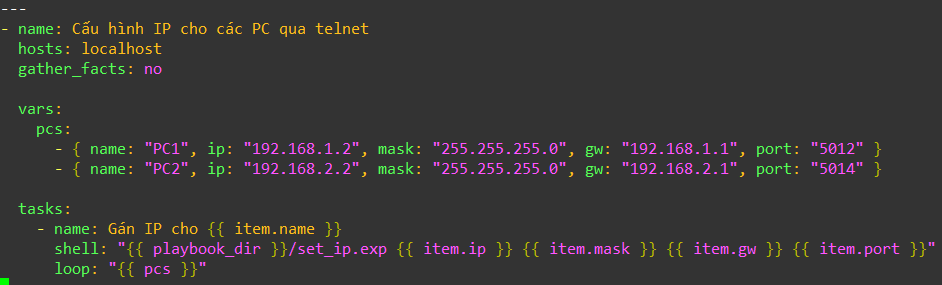 ---
- name: Cấu hình IP cho các PC qua telnet
  hosts: localhost
  gather_facts: no

  vars:
    pcs:
      - { name: "PC1", ip: "192.168.1.2", mask: "255.255.255.0", gw: "192.168.1.1", port: "5012" }
      - { name: "PC2", ip: "192.168.2.2", mask: "255.255.255.0", gw: "192.168.2.1", port: "5014" }

  tasks:
    - name: Gán IP cho {{ item.name }}
      shell: "{{ playbook_dir }}/set_ip.exp {{ item.ip }} {{ item.mask }} {{ item.gw }} {{ item.port }}"
      loop: "{{ pcs }}"